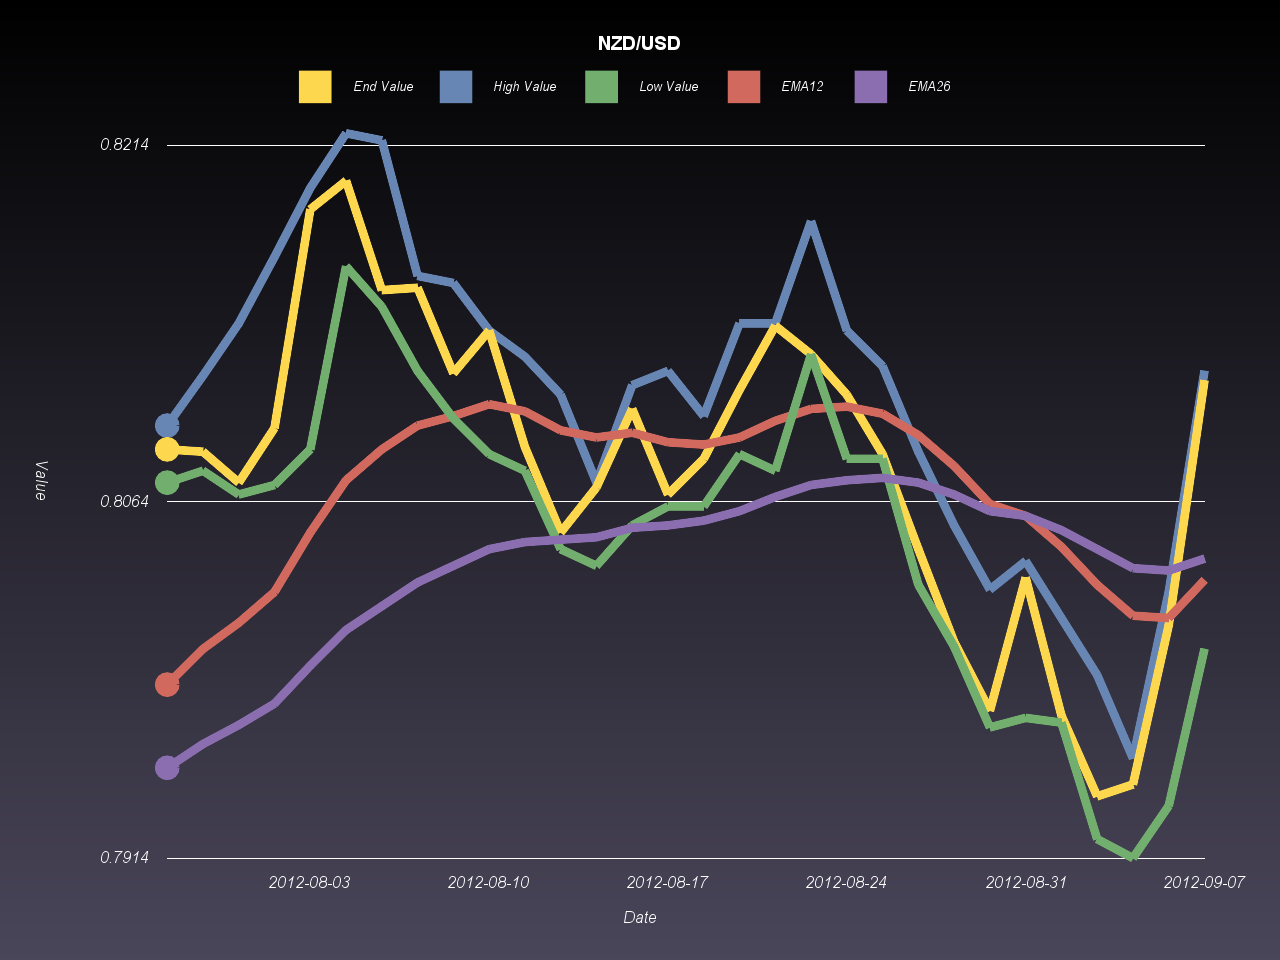 NZD/USD
End Value
High Value
Low Value
EMA12
EMA26
0.8214
0.8064
0.7914
Value
2012-08-03
2012-08-10
2012-08-17
2012-08-24
2012-08-31
2012-09-07
Date